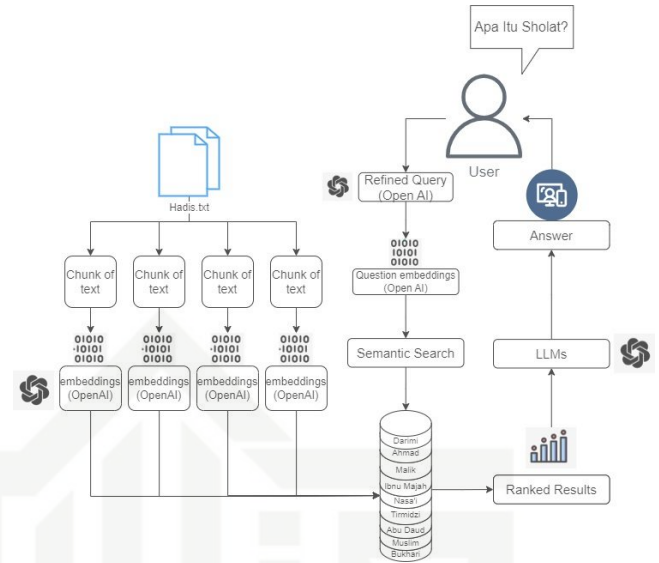 Apa Itu Sholat?
User
Hadis.txt
Refined Query
(Open AI)
Answer
Chunk of
text
Chunk of
text
Chunk of
text
Chunk of
text
01010
10101
01010
Question embeddings
(Open AI)
01010
-10101
01010
01010
-10101
01010
01010
-10101
01010
01010
-10101
01010
embeddings
(OpenAI)
embeddings
(OpenAI)
embeddings
(OpenAI)
embeddings
(OpenAI)
Semantic Search
LLMs
Darimi
Ahmad
Malik
Ibnu Majah
Nasa'i
Tirmidzi
Abu Daud
Muslim
Bukhari
Ranked Results